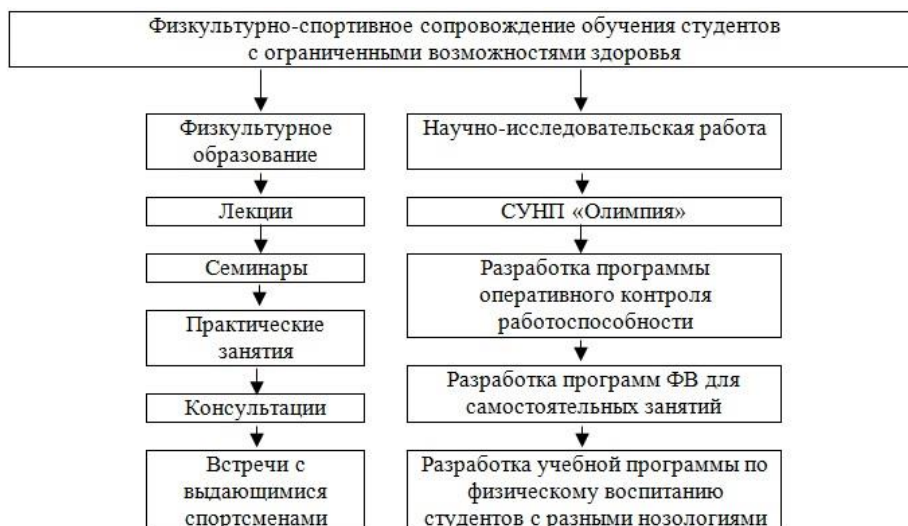 Физкультурно-спортивное сопровождение обучения студентов
с ограниченными возможностями здоровья
Физкультурное
образование
Лекции
Семинары
Практические
занятия
Консультации
Встречи с
выдающимися
спортсменами
Научно-исследовательская работа
СУНП «Олимпия»
Разработка программы
оперативного контроля
работоспособности
Разработка программ ФВ для
самостоятельных занятий
Разработка учебной программы по
физическому воспитанию
студентов с разными нозологиями